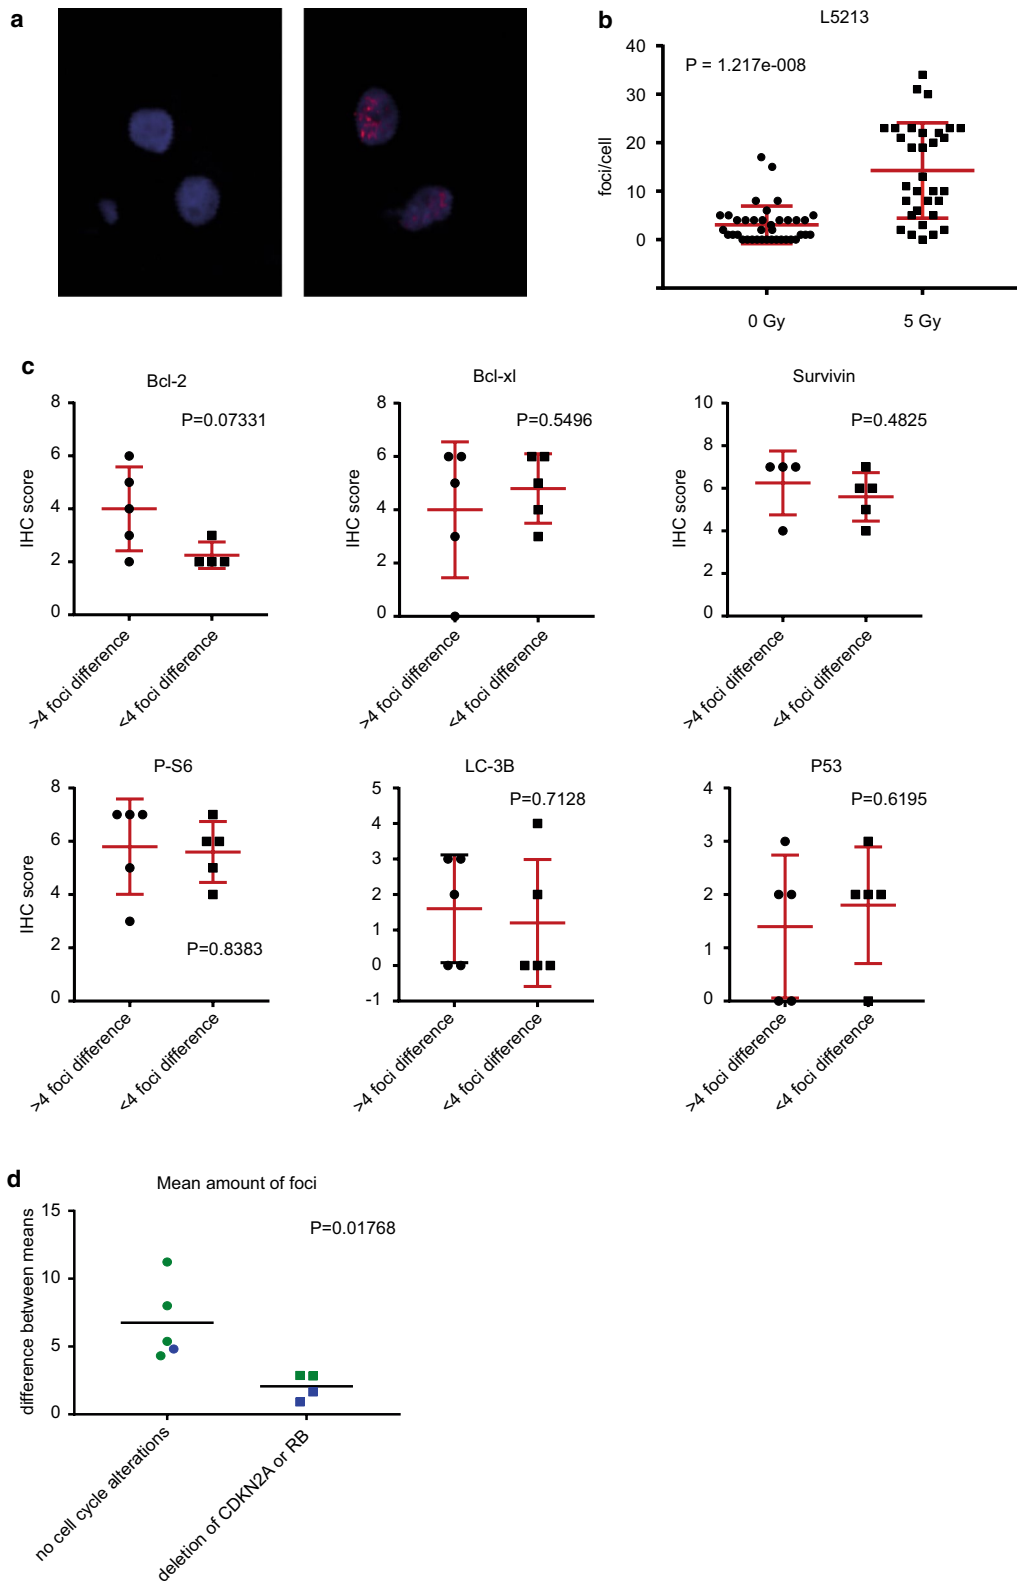 a
b
L5213
P = 1.217e-008
foci/cell
40
30
20
10
0
0 Gy
5 Gy
c
Bcl-2
P=0.07331
IHC score
8
6
4
2
0
>4 foci difference
<4 foci difference
Bcl-xl
P=0.5496
IHC score
8
6
4
2
0
>4 foci difference
<4 foci difference
Survivin
P=0.4825
IHC score
10
8
6
4
2
0
>4 foci difference
<4 foci difference
P-S6
P=0.8383
IHC score
8
6
4
2
0
>4 foci difference
<4 foci difference
LC-3B
P=0.7128
5
4
3
2
1
0
-1
>4 foci difference
<4 foci difference
P53
P=0.6195
4
3
2
1
0
>4 foci difference
<4 foci difference
d
Mean amount of foci
P=0.01768
difference between means
15
10
5
0
no cell cycle alterations
deletion of CDKN2A or RB